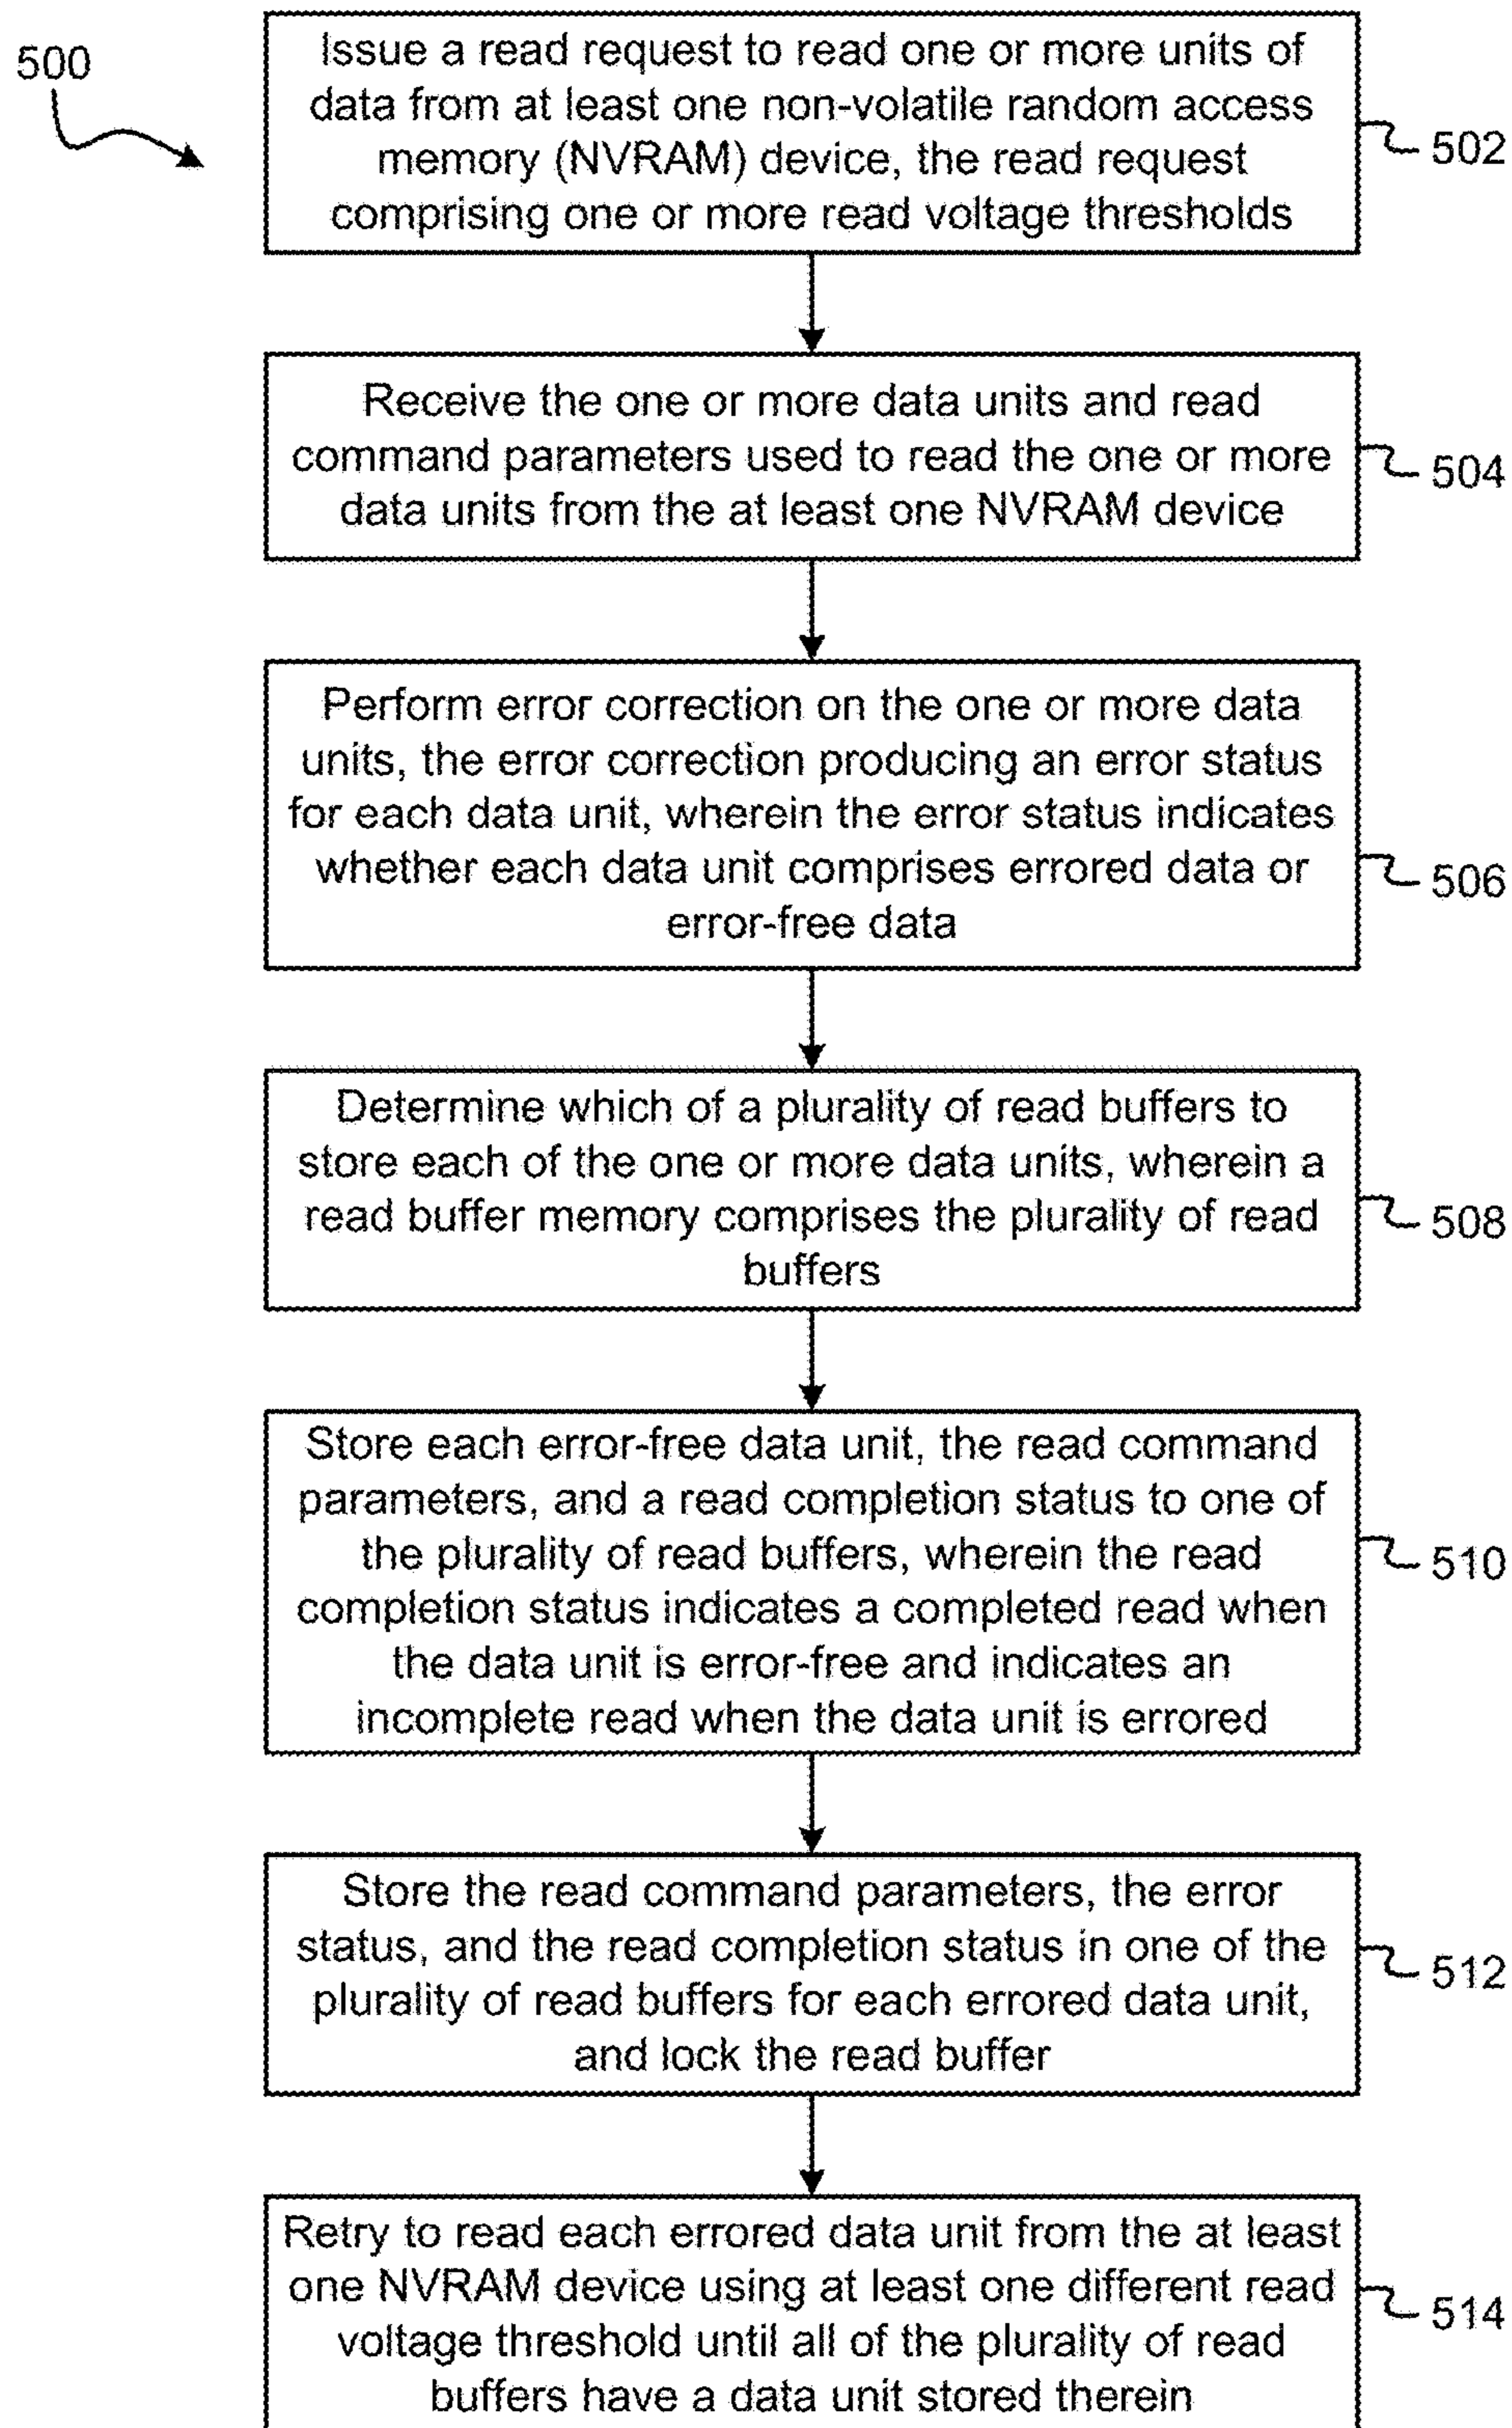 500
Issue a read request to read one or more units of
data from at least one non-volatile random access
memory (NVRAM) device, the read request
comprising one or more read voltage thresholds
502
Receive the one or more data units and read
command parameters used to read the one or more
data units from the at least one NVRAM device
504
Perform error correction on the one or more data
units, the error correction producing an error status
for each data unit, wherein the error status indicates
whether each data unit comprises errored data or
error-free data
506
Determine which of a plurality of read buffers to
store each of the one or more data units, wherein a
read buffer memory comprises the plurality of read
buffers
508
Store each error-free data unit, the read command
parameters, and a read completion status to one of
the plurality of read buffers, wherein the read
completion status indicates a completed read when
the data unit is error-free and indicates an
incomplete read when the data unit is errored
510
Store the read command parameters, the error
status, and the read completion status in one of the
plurality of read buffers for each errored data unit,
and lock the read buffer
512
Retry to read each errored data unit from the at least
one NVRAM device using at least one different read
voltage threshold until all of the plurality of read
buffers have a data unit stored therein
514